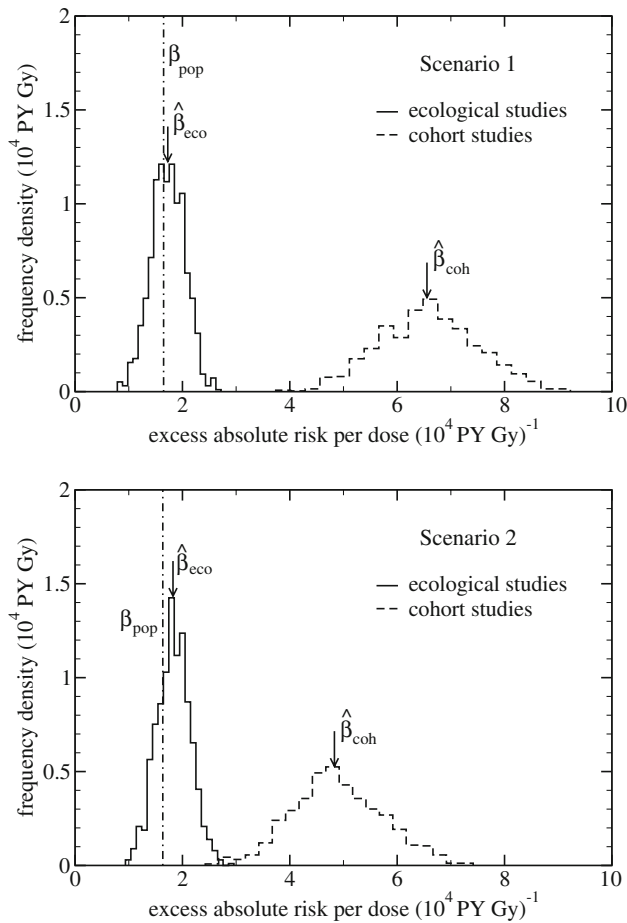 2
β_pop
Scenario 1
β̂_eco
ecological studies
1.5
cohort studies
1
β̂_coh
0.5
0
0 2 4 6 8 10
frequency density (10^4 PY Gy)
excess absolute risk per dose (10^4 PY Gy)^-1
2
Scenario 2
β̂_eco
ecological studies
1.5
cohort studies
β_pop
1
β̂_coh
0.5
0
0 2 4 6 8 10
frequency density (10^4 PY Gy)
excess absolute risk per dose (10^4 PY Gy)^-1